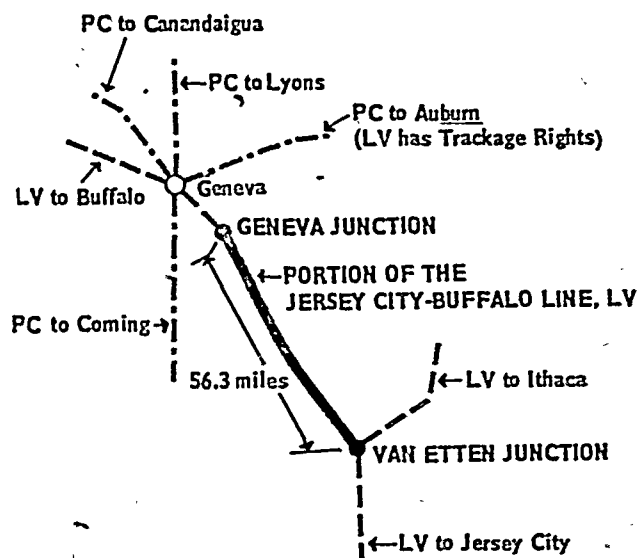 PC to Canandaigua
PC to Lyons
PC to Auburn
(LV has Trackage Rights)
LV to Buffalo
Geneva
GENEVA JUNCTION
PORTION OF THE
JERSEY CITY-BUFFALO LINE, LV
PC to Coming
56.3 miles
LV to Ithaca
VAN ETTEN JUNCTION
LV to Jersey City